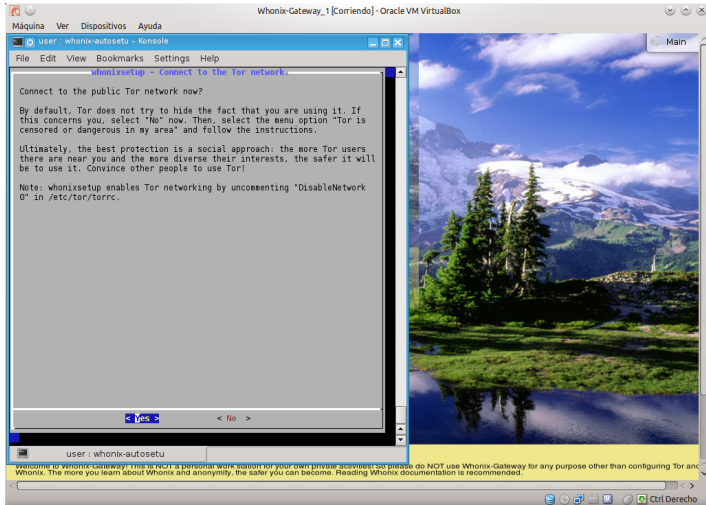 Whonix-Gateway_1 [Corriendo] - Oracle VM VirtualBox
Máquina Ver Dispositivos Ayuda
user : whonix-autosetu – Konsole
Main
File Edit View Bookmarks Settings Help
whonixsetup - Connect to the Tor network.
Connect to the public Tor network now?
By default, Tor does not try to hide the fact that you are using it. If
this concerns you, select "No" now. Then, select the menu option "Tor is
censored or dangerous in my area" and follow the instructions.
Ultimately, the best protection is a social approach: the more Tor users
there are near you and the more diverse their interests, the safer it will
be to use it. Convince other people to use Tor!
Note: whonixsetup enables Tor networking by uncommenting "DisableNetwork
0" in /etc/tor/torrc.
< Yes > < No >
user : whonix-autosetu
Welcome to Whonix-Gateway! This is NOT a personal work station for your own private activities! So please do NOT use Whonix-Gateway for any purpose other than configuring Tor and
Whonix. The more you learn about Whonix and anonymity, the safer you can become. Reading Whonix documentation is recommended.
Ctrl Derecho